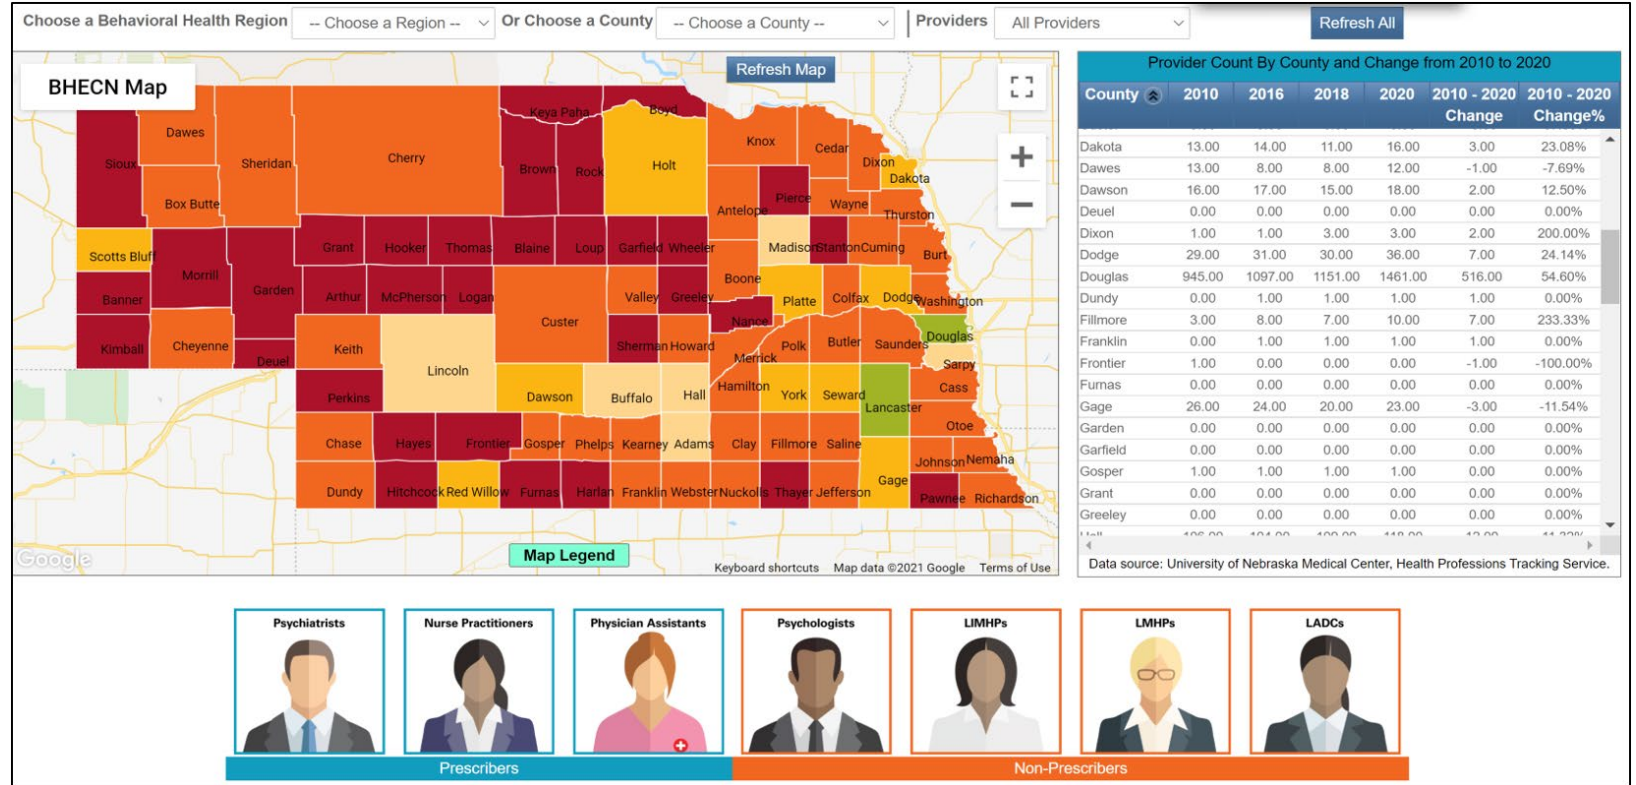 Choose a Behavioral Health Region -- Choose a Region -- Or Choose a County -- Choose a County -- Providers All Providers Refresh All
BHECN Map
Refresh Map
Keya Paha Boyd
Dawes
Knox
Cedar
Sioux Sheridan Cherry Brown Rock Holt Dixon
Dakota
Box Butte Antelope Pierce Wayne Thurston
Scotts Bluff Grant Hooker Thomas Blaine Loup Garfield Wheeler Madison Stanton Cuming Burt
Morrill Garden Boone
Banner Arthur McPherson Logan Valley Greeley Platte Colfax Dodge Washington
Custer Nance
Kimball Cheyenne Deuel Keith Sherman Howard Merrick Polk Butler Saunders Douglas
Lincoln Sarpy
Perkins Dawson Buffalo Hall Hamilton York Seward Cass
Lancaster
Otoe
Chase Hayes Frontier Gosper Phelps Kearney Adams Clay Fillmore Saline
Johnson Nemaha
Dundy Hitchcock Red Willow Furnas Harlan Franklin Webster Nuckolls Thayer Jefferson Gage Pawnee Richardson
Google
Map Legend
Keyboard shortcuts Map data ©2021 Google Terms of Use
Provider Count By County and Change from 2010 to 2020
County 2010 2016 2018 2020 2010 - 2020 Change 2010 - 2020 Change%
Dakota 13.00 14.00 11.00 16.00 3.00 23.08%
Dawes 13.00 8.00 8.00 12.00 -1.00 -7.69%
Dawson 16.00 17.00 15.00 18.00 2.00 12.50%
Deuel 0.00 0.00 0.00 0.00 0.00 0.00%
Dixon 1.00 1.00 3.00 3.00 2.00 200.00%
Dodge 29.00 31.00 30.00 36.00 7.00 24.14%
Douglas 945.00 1097.00 1151.00 1461.00 516.00 54.60%
Dundy 0.00 1.00 1.00 1.00 1.00 0.00%
Fillmore 3.00 8.00 7.00 10.00 7.00 233.33%
Franklin 0.00 1.00 1.00 1.00 1.00 0.00%
Frontier 1.00 0.00 0.00 0.00 -1.00 -100.00%
Furnas 0.00 0.00 0.00 0.00 0.00 0.00%
Gage 26.00 24.00 20.00 23.00 -3.00 -11.54%
Garden 0.00 0.00 0.00 0.00 0.00 0.00%
Garfield 0.00 0.00 0.00 0.00 0.00 0.00%
Gosper 1.00 1.00 1.00 1.00 0.00 0.00%
Grant 0.00 0.00 0.00 0.00 0.00 0.00%
Greeley 0.00 0.00 0.00 0.00 0.00 0.00%
Data source: University of Nebraska Medical Center, Health Professions Tracking Service.
Psychiatrists Nurse Practitioners Physician Assistants Psychologists LIMHPs LMHPs LADCs
Prescribers Non-Prescribers